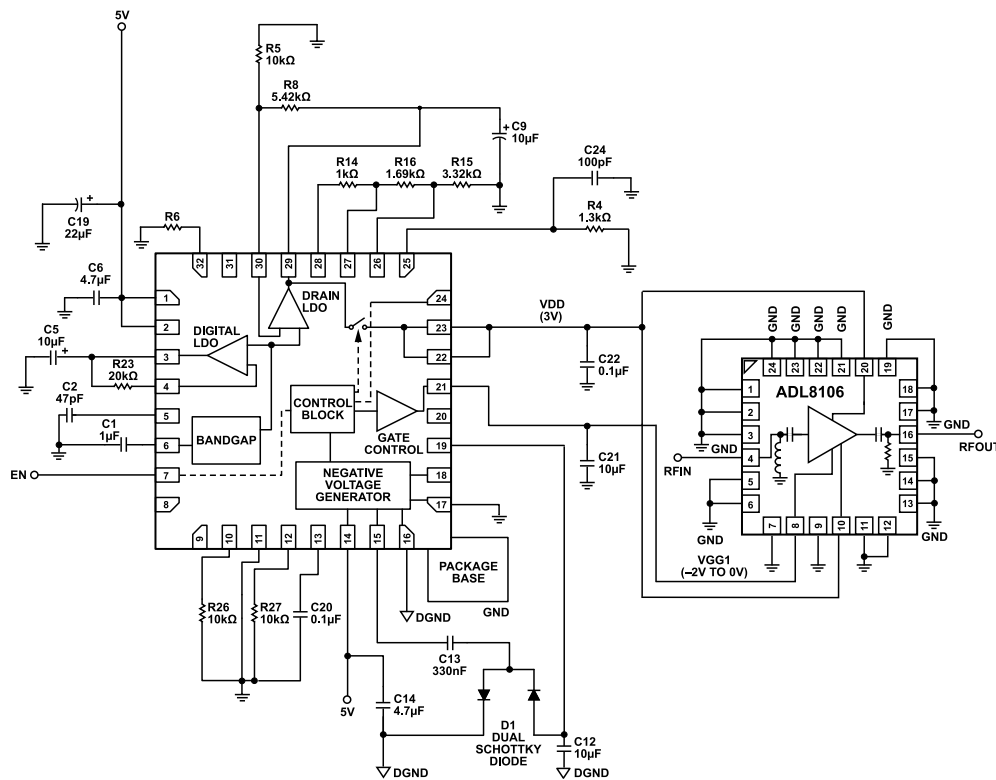 5V
R5
10kΩ
R8
5.42kΩ
+
C9
10µF
R14
1kΩ
R16
1.69kΩ
R15
3.32kΩ
C24
100pF
R4
1.3kΩ
+
C19
22µF
R6
C6
4.7µF
C5
10µF
+
R23
20kΩ
C2
47pF
C1
1µF
EN
32
31
30
29
28
27
26
25
1
2
3
4
5
6
7
8
24
23
22
21
20
19
18
17
9
10
11
12
13
14
15
16
DRAIN
LDO
DIGITAL
LDO
BANDGAP
CONTROL
BLOCK
GATE
CONTROL
NEGATIVE
VOLTAGE
GENERATOR
PACKAGE
BASE
GND
DGND
R26
10kΩ
R27
10kΩ
C20
0.1µF
C13
330nF
5V
C14
4.7µF
DGND
D1
DUAL
SCHOTTKY
DIODE
C12
10µF
DGND
VDD
(3V)
C22
0.1µF
C21
10µF
VGG1
(–2V TO 0V)
GND
GND
GND
GND
GND
24
23
22
21
20
19
ADL8106
1
2
3
4
5
6
GND
RFIN
GND
18
17
16
15
14
13
GND
RFOUT
GND
7
8
9
10
11
12